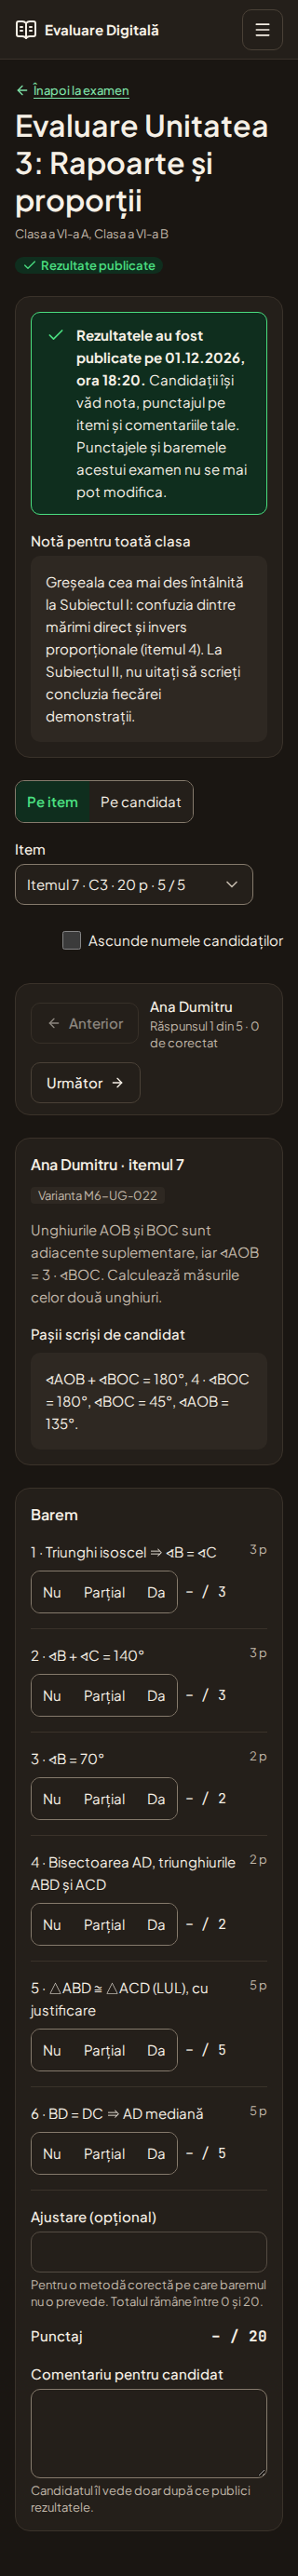 Evaluare Digitală
← Înapoi la examen
Evaluare Unitatea
3: Rapoarte și
proporții
Clasa a VI-a A, Clasa a VI-a B
✓ Rezultate publicate
Rezultatele au fost
publicate pe 01.12.2026,
ora 18:20. Candidații își
văd nota, punctajul pe
itemi și comentariile tale.
Punctajele și baremele
acestui examen nu se mai
pot modifica.
Notă pentru toată clasa
Greșeala cea mai des întâlnită
la Subiectul I: confuzia dintre
mărimi direct și invers
proporționale (itemul 4). La
Subiectul II, nu uitați să scrieți
concluzia fiecărei
demonstrații.
Pe item Pe candidat
Item
Itemul 7 · C3 · 20 p · 5 / 5
Ascunde numele candidaților
← Anterior
Ana Dumitru
Răspunsul 1 din 5 · 0
de corectat
Următor →
Ana Dumitru · itemul 7
Varianta M6-UG-022
Unghiurile AOB și BOC sunt
adiacente suplementare, iar ∢AOB
= 3 · ∢BOC. Calculează măsurile
celor două unghiuri.
Pașii scriși de candidat
∢AOB + ∢BOC = 180°, 4 · ∢BOC
= 180°, ∢BOC = 45°, ∢AOB =
135°.
Barem
1 · Triunghi isoscel ⇒ ∢B = ∢C 3 p
Nu Parțial Da – / 3
2 · ∢B + ∢C = 140° 3 p
Nu Parțial Da – / 3
3 · ∢B = 70° 2 p
Nu Parțial Da – / 2
4 · Bisectoarea AD, triunghiurile 2 p
ABD și ACD
Nu Parțial Da – / 2
5 · △ABD ≅ △ACD (LUL), cu 5 p
justificare
Nu Parțial Da – / 5
6 · BD = DC ⇒ AD mediană 5 p
Nu Parțial Da – / 5
Ajustare (opțional)
Pentru o metodă corectă pe care baremul
nu o prevede. Totalul rămâne între 0 și 20.
Punctaj – / 20
Comentariu pentru candidat
Candidatul îl vede doar după ce publici
rezultatele.